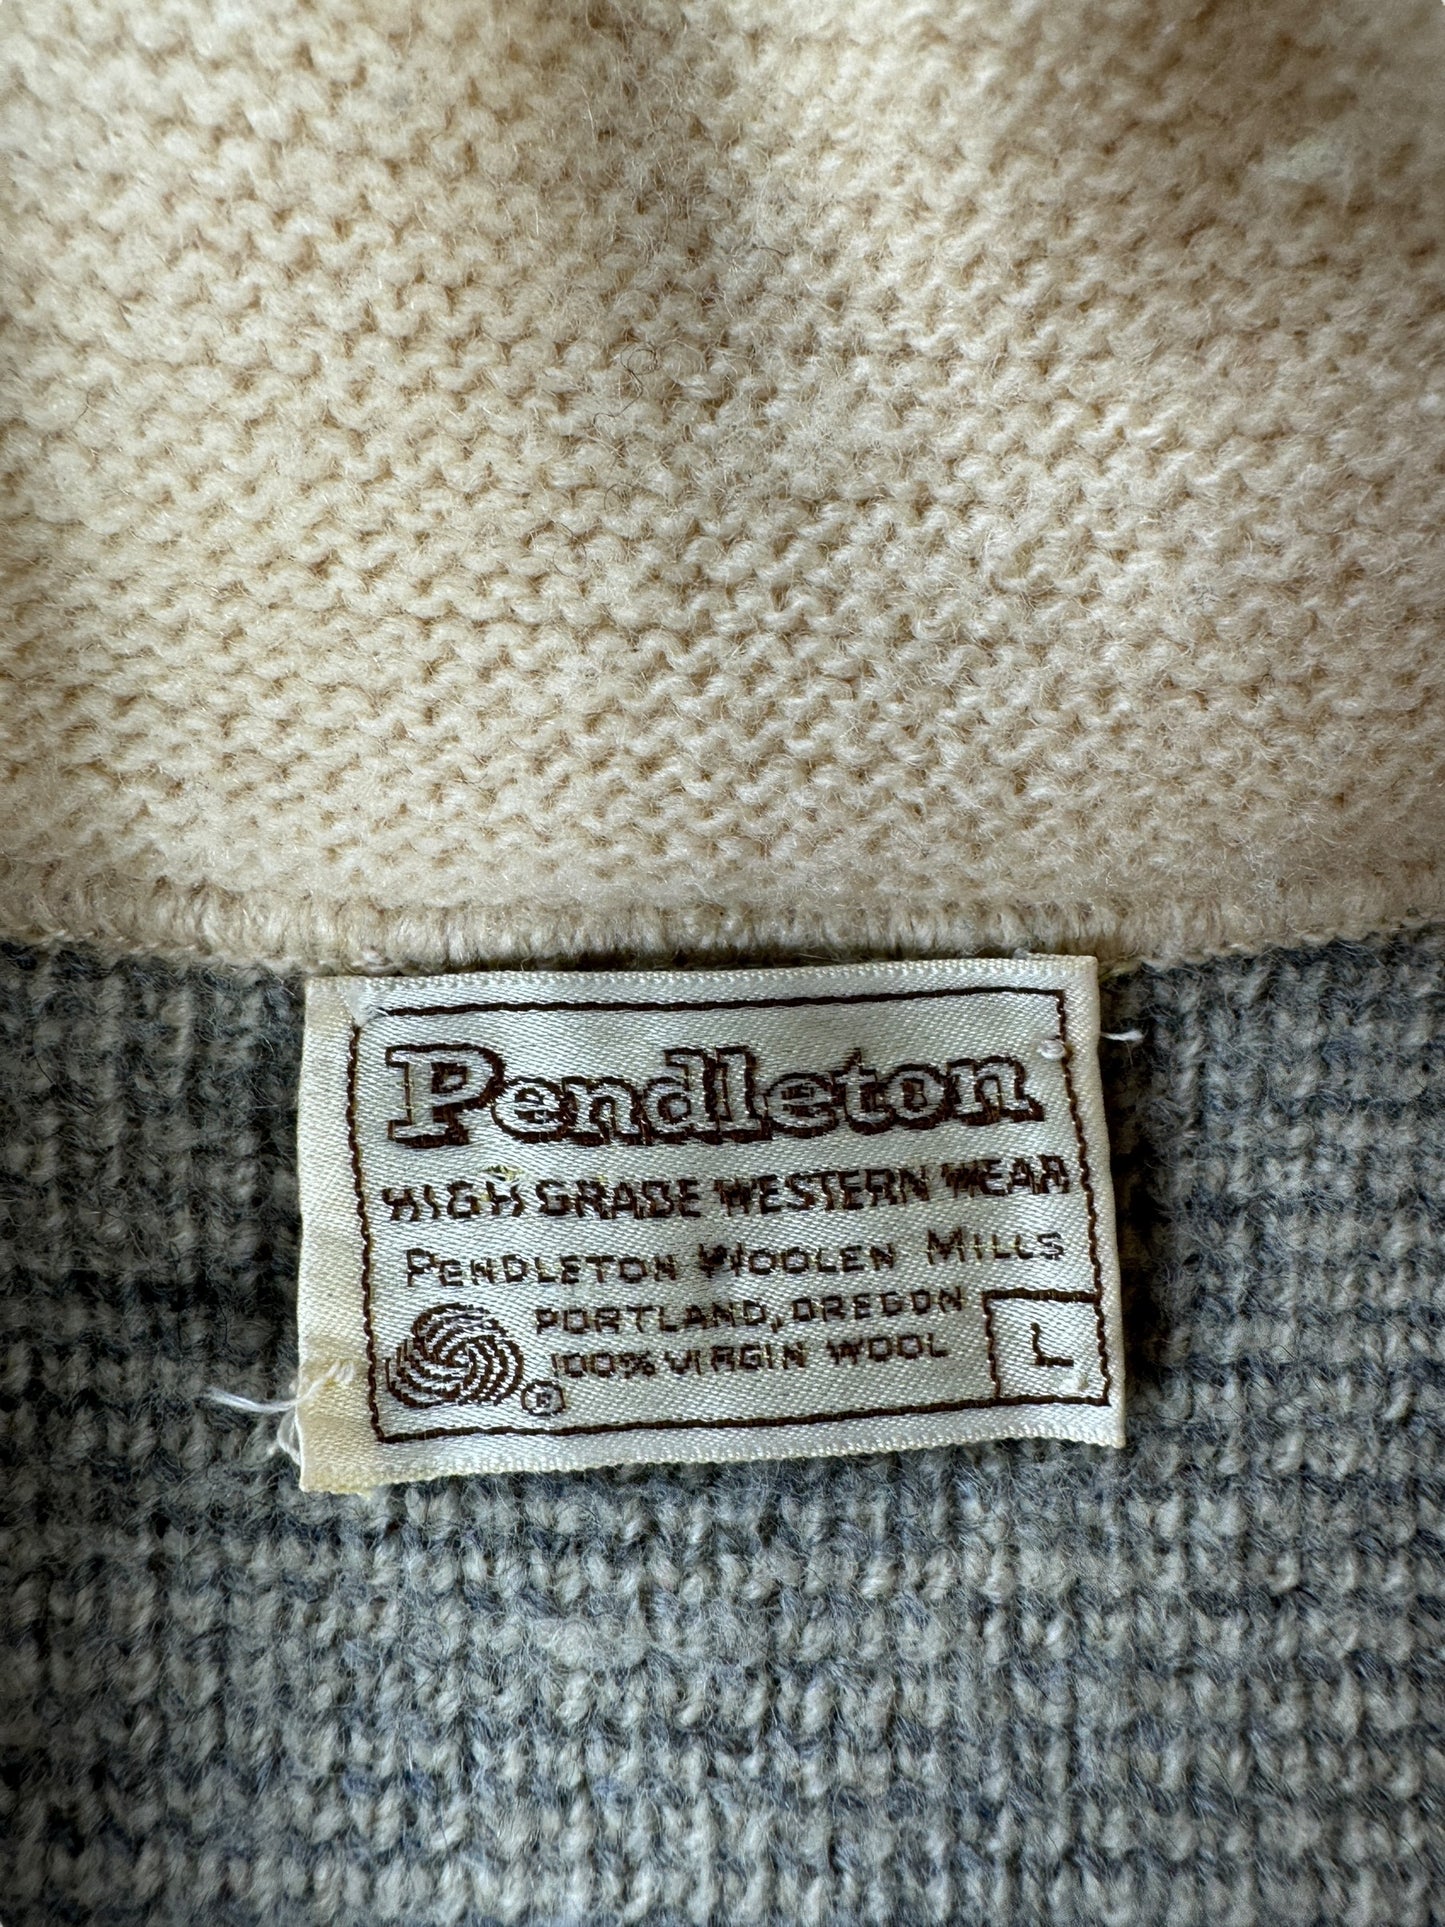 Pendleton
HIGH GRADE WESTERN WEAR
PENDLETON WOOLEN MILLS
PORTLAND, OREGON
100% VIRGIN WOOL
L
®